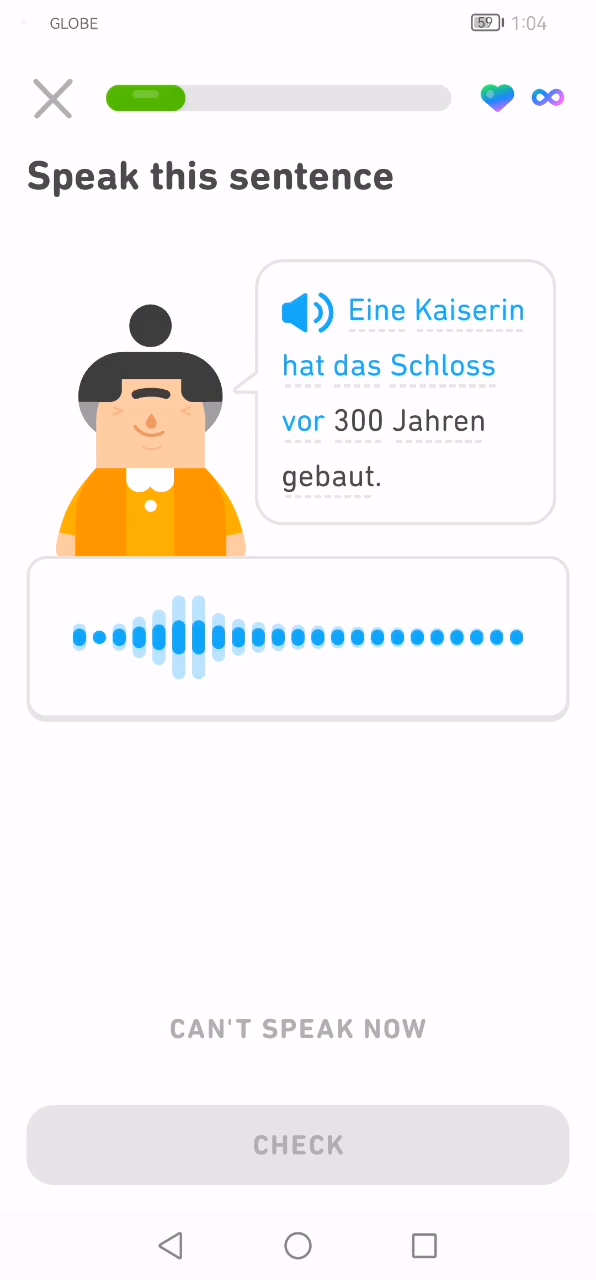 GLOBE
59 1:04
Speak this sentence
Eine Kaiserin
hat das Schloss
vor 300 Jahren
gebaut.
CAN'T SPEAK NOW
CHECK